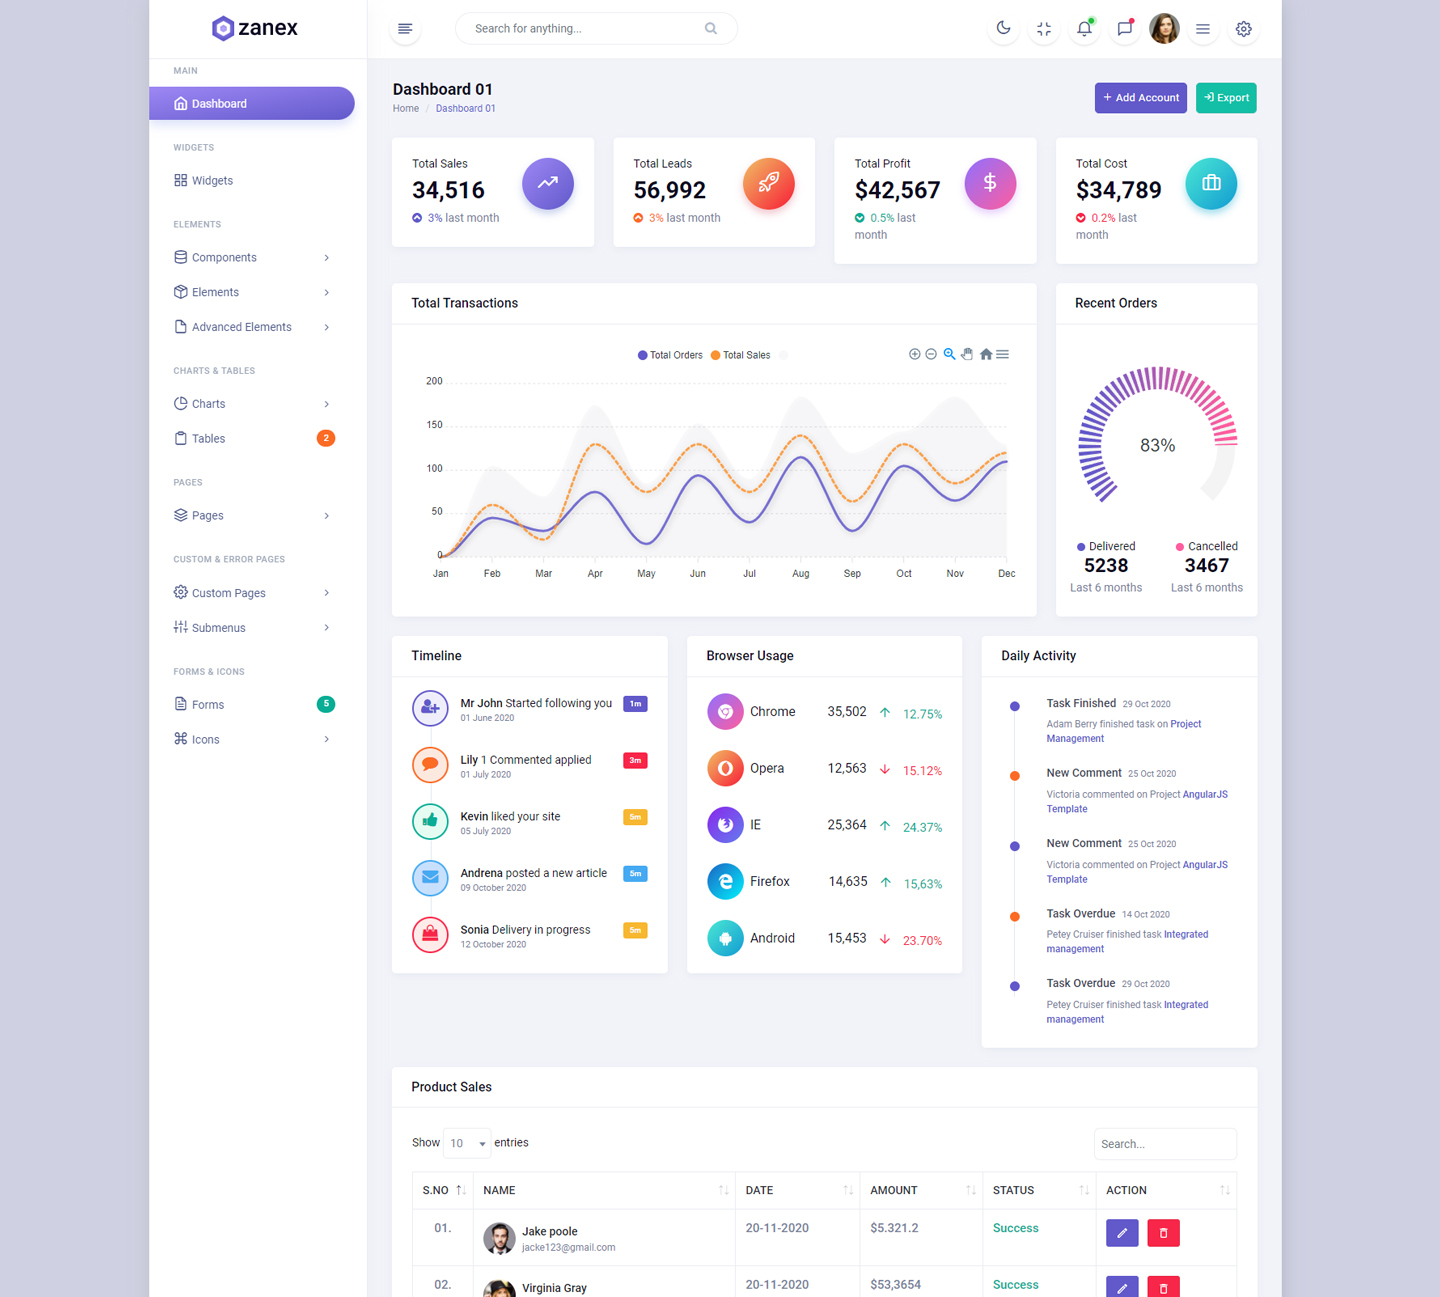 zanex
Search for anything...
MAIN
Dashboard
WIDGETS
Widgets
ELEMENTS
Components
Elements
Advanced Elements
CHARTS & TABLES
Charts
Tables 2
PAGES
Pages
CUSTOM & ERROR PAGES
Custom Pages
Submenus
FORMS & ICONS
Forms 5
Icons
Dashboard 01
Home / Dashboard 01
+ Add Account
Export
Total Sales
34,516
3% last month
Total Leads
56,992
3% last month
Total Profit
$42,567
0.5% last
month
Total Cost
$34,789
0.2% last
month
Total Transactions
Total Orders Total Sales
200
150
100
50
0
Jan Feb Mar Apr May Jun Jul Aug Sep Oct Nov Dec
Recent Orders
83%
Delivered
5238
Last 6 months
Cancelled
3467
Last 6 months
Timeline
Mr John Started following you 1m
01 June 2020
Lily 1 Commented applied 3m
01 July 2020
Kevin liked your site 5m
05 July 2020
Andrena posted a new article 5m
09 October 2020
Sonia Delivery in progress 5m
12 October 2020
Browser Usage
Chrome 35,502 12.75%
Opera 12,563 15.12%
IE 25,364 24.37%
Firefox 14,635 15,63%
Android 15,453 23.70%
Daily Activity
Task Finished 29 Oct 2020
Adam Berry finished task on Project
Management
New Comment 25 Oct 2020
Victoria commented on Project AngularJS
Template
New Comment 25 Oct 2020
Victoria commented on Project AngularJS
Template
Task Overdue 14 Oct 2020
Petey Cruiser finished task Integrated
management
Task Overdue 29 Oct 2020
Petey Cruiser finished task Integrated
management
Product Sales
Show 10 entries
Search...
S.NO NAME DATE AMOUNT STATUS ACTION
01. Jake poole 20-11-2020 $5.321.2 Success
jacke123@gmail.com
02. Virginia Gray 20-11-2020 $53,3654 Success